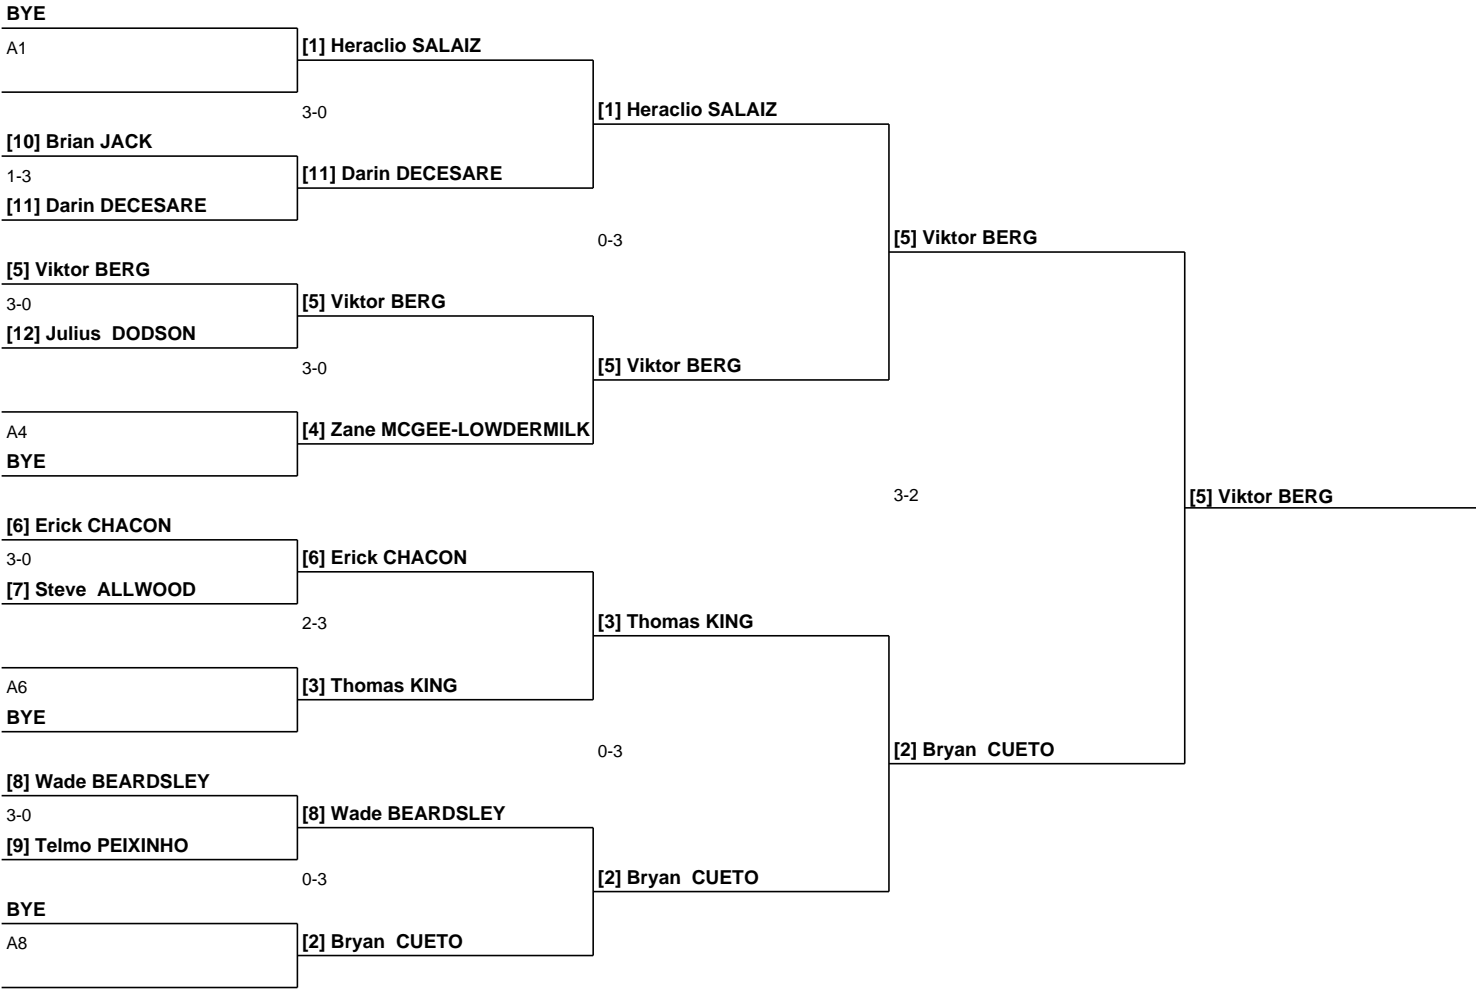 BYE
A1
[1] Heraclio SALAIZ
3-0
[1] Heraclio SALAIZ
[10] Brian JACK
1-3
[11] Darin DECESARE
[11] Darin DECESARE
0-3
[5] Viktor BERG
[5] Viktor BERG
3-0
[5] Viktor BERG
[12] Julius DODSON
3-0
[5] Viktor BERG
A4
[4] Zane MCGEE-LOWDERMILK
BYE
3-2
[5] Viktor BERG
[6] Erick CHACON
3-0
[6] Erick CHACON
[7] Steve ALLWOOD
2-3
[3] Thomas KING
A6
[3] Thomas KING
BYE
0-3
[2] Bryan CUETO
[8] Wade BEARDSLEY
3-0
[8] Wade BEARDSLEY
[9] Telmo PEIXINHO
0-3
[2] Bryan CUETO
BYE
A8
[2] Bryan CUETO